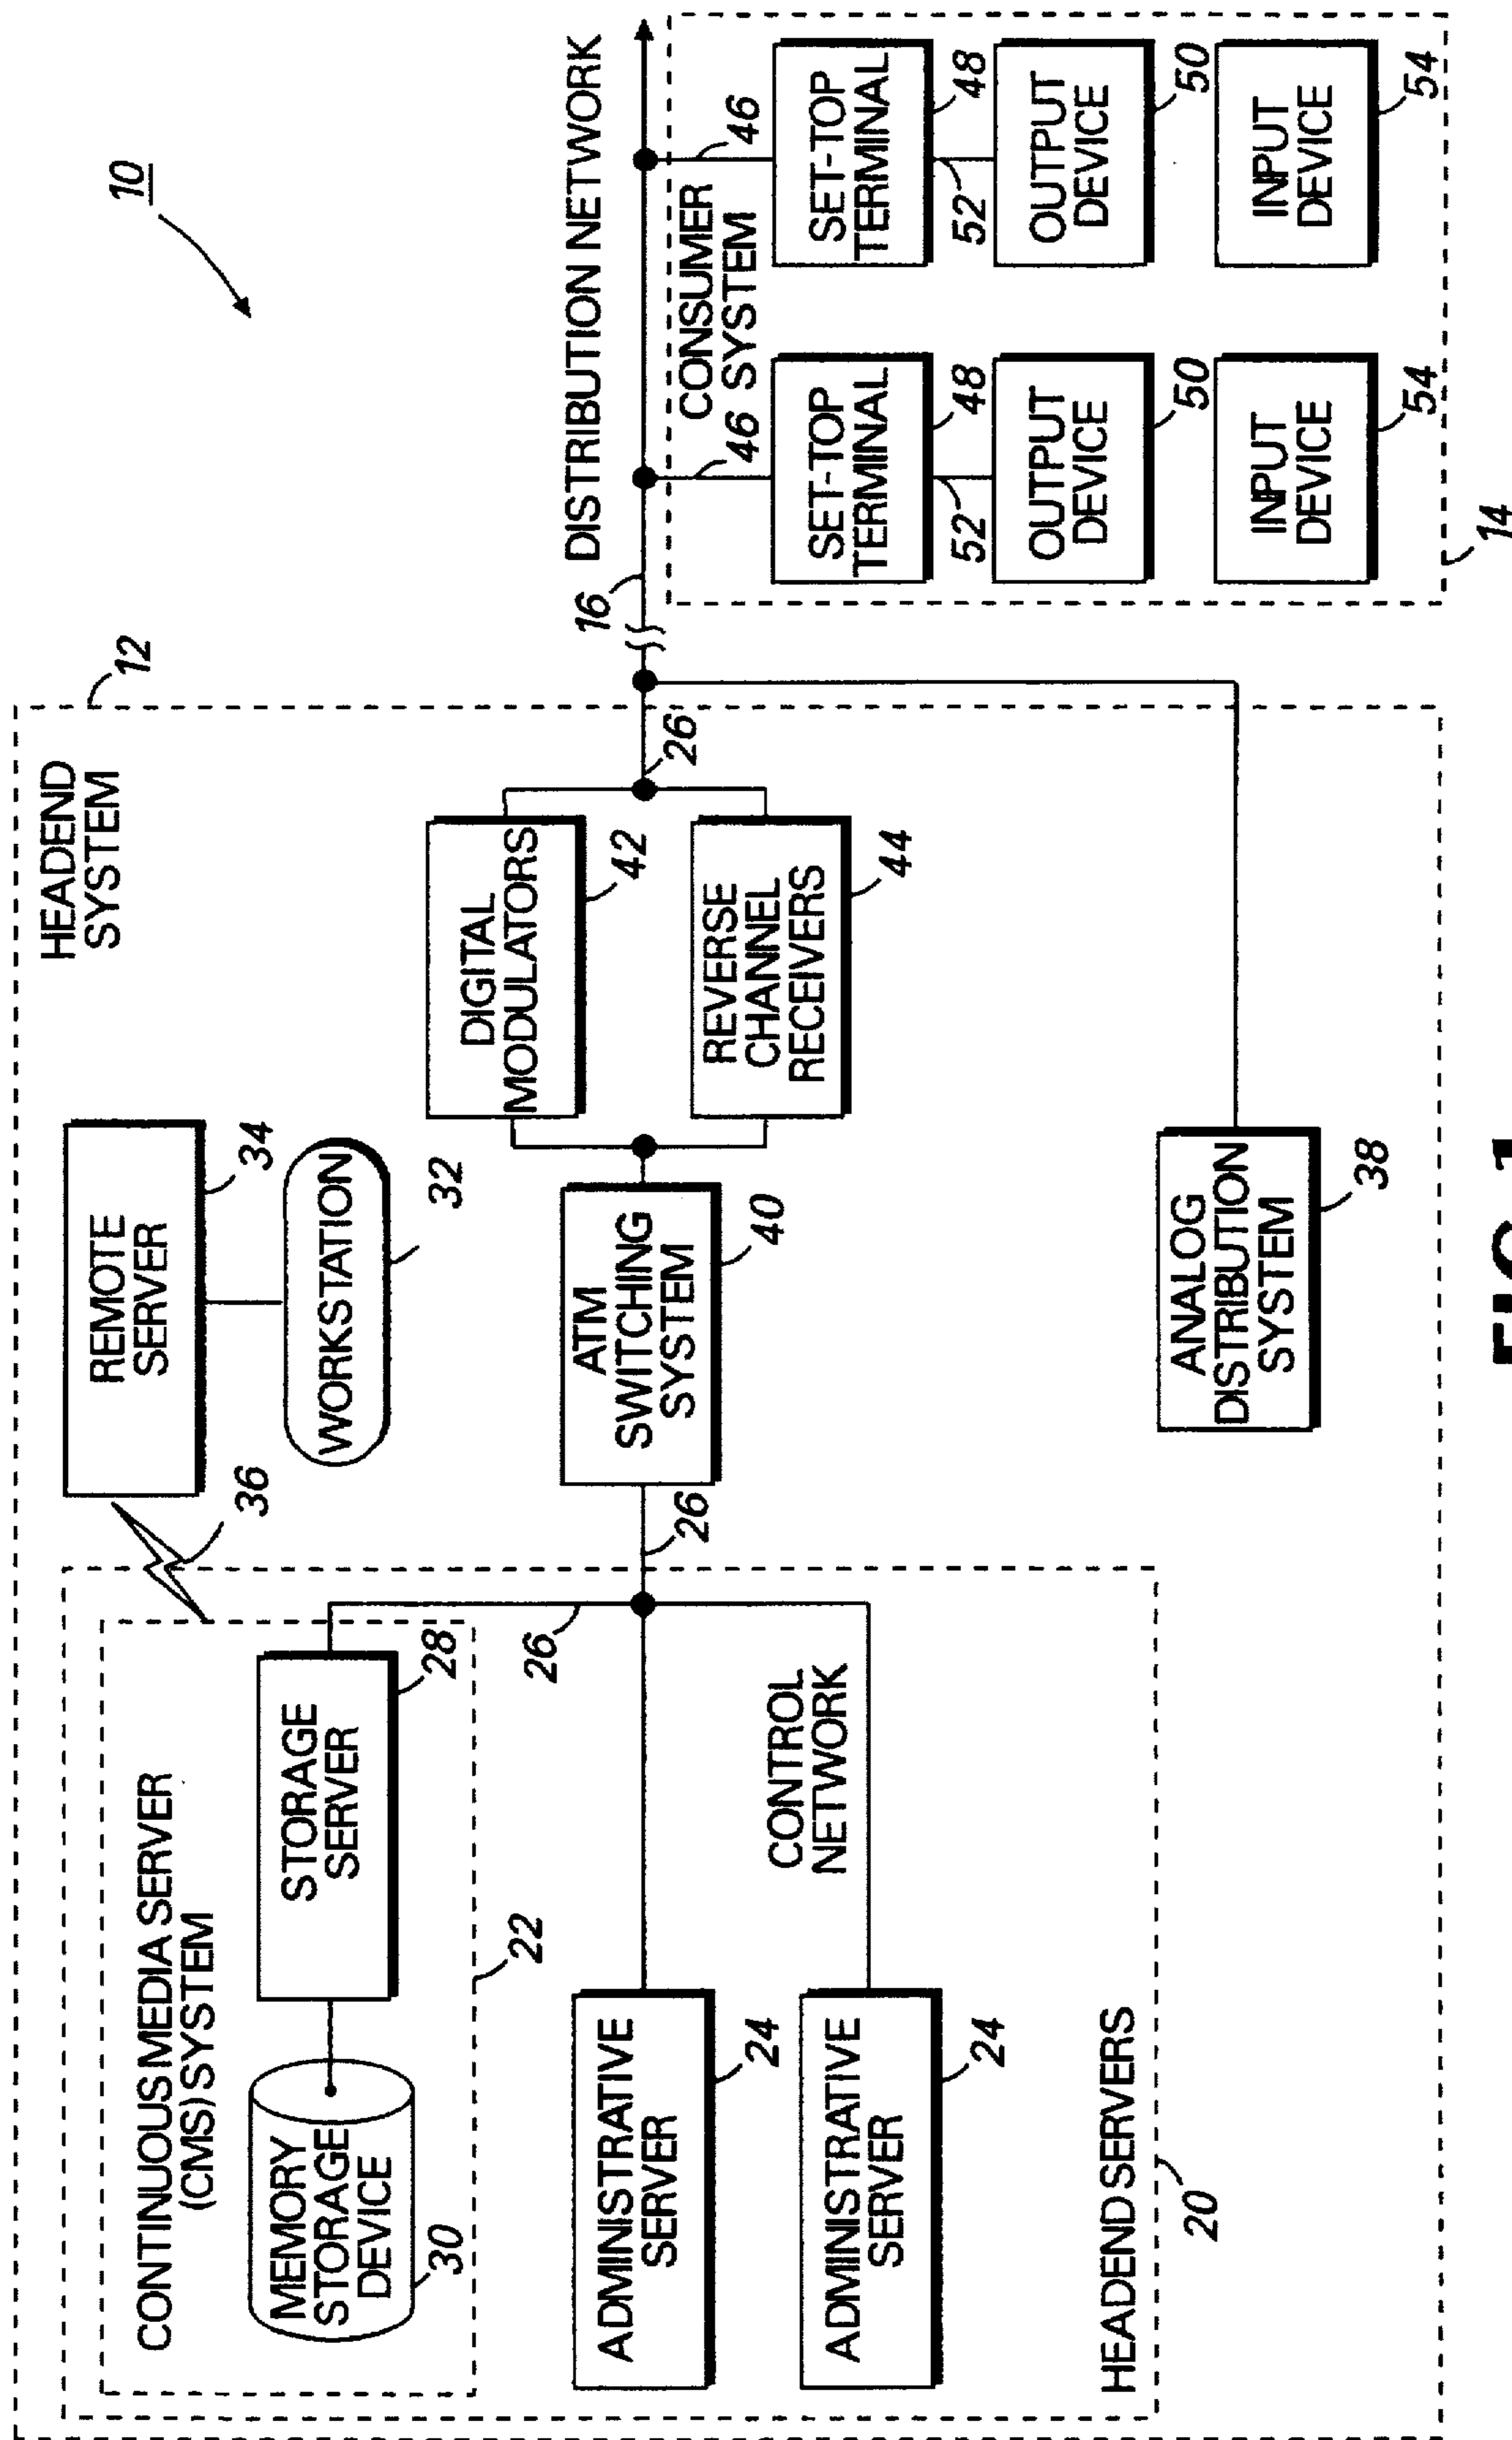 10
HEADEND
SYSTEM
12
REMOTE
SERVER
34
WORKSTATION
32
36
CONTINUOUS MEDIA SERVER
(CMS) SYSTEM
MEMORY
STORAGE
DEVICE
30
STORAGE
SERVER
28
22
26
ADMINISTRATIVE
SERVER
24
ADMINISTRATIVE
SERVER
24
CONTROL
NETWORK
HEADEND SERVERS
20
26
ATM
SWITCHING
SYSTEM
40
DIGITAL
MODULATORS
42
REVERSE
CHANNEL
RECEIVERS
44
26
ANALOG
DISTRIBUTION
SYSTEM
38
16
DISTRIBUTION NETWORK
46
CONSUMER
SYSTEM
46
SET-TOP
TERMINAL
48
SET-TOP
TERMINAL
48
52
52
OUTPUT
DEVICE
50
OUTPUT
DEVICE
50
INPUT
DEVICE
54
INPUT
DEVICE
54
14